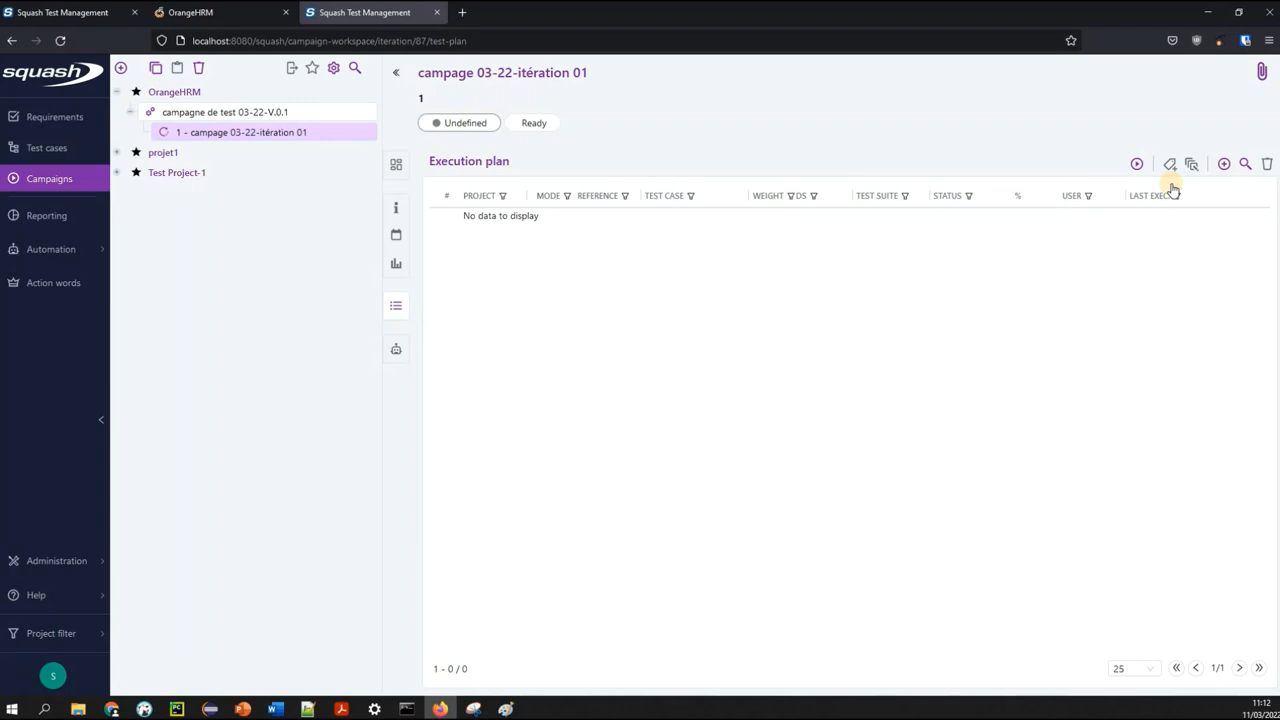 Squash Test Management
OrangeHRM
Squash Test Management
localhost:8080/squash/campaign-workspace/iteration/87/test-plan
squash
Requirements
Test cases
Campaigns
Reporting
Automation
Action words
Administration
Help
Project filter
S
OrangeHRM
campagne de test 03-22-V.0.1
1 - campage 03-22-itération 01
projet1
Test Project-1
campage 03-22-itération 01
1
Undefined
Ready
Execution plan
# PROJECT MODE REFERENCE TEST CASE WEIGHT DS TEST SUITE STATUS % USER LAST
No data to display
1 - 0 / 0
25
1/1
11:12
11/03/2022